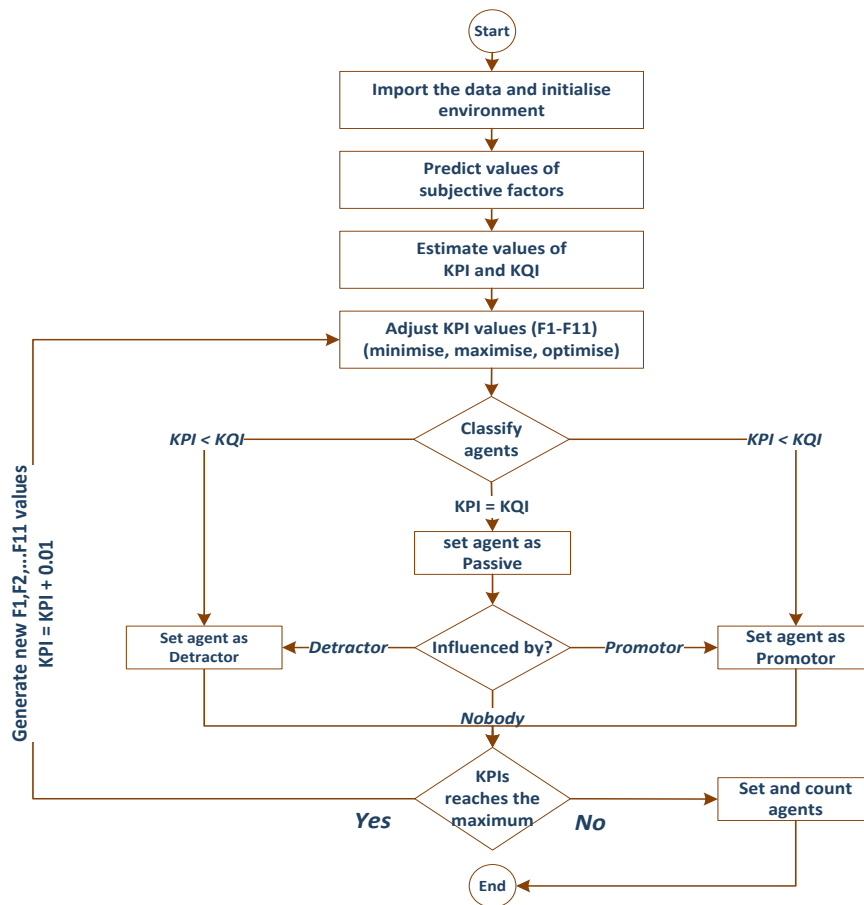 Start
Import the data and initialise
environment
Predict values of
subjective factors
Estimate values of
KPI and KQI
Adjust KPI values (F1-F11)
(minimise, maximise, optimise)
Classify
agents
KPI < KQI
KPI < KQI
KPI = KQI
set agent as
Passive
Generate new F1,F2,...F11 values
KPI = KPI + 0.01
Set agent as
Detractor
Detractor
Influenced by?
Promotor
Set agent as
Promotor
Nobody
KPIs
reaches the
maximum
Yes
No
Set and count
agents
End